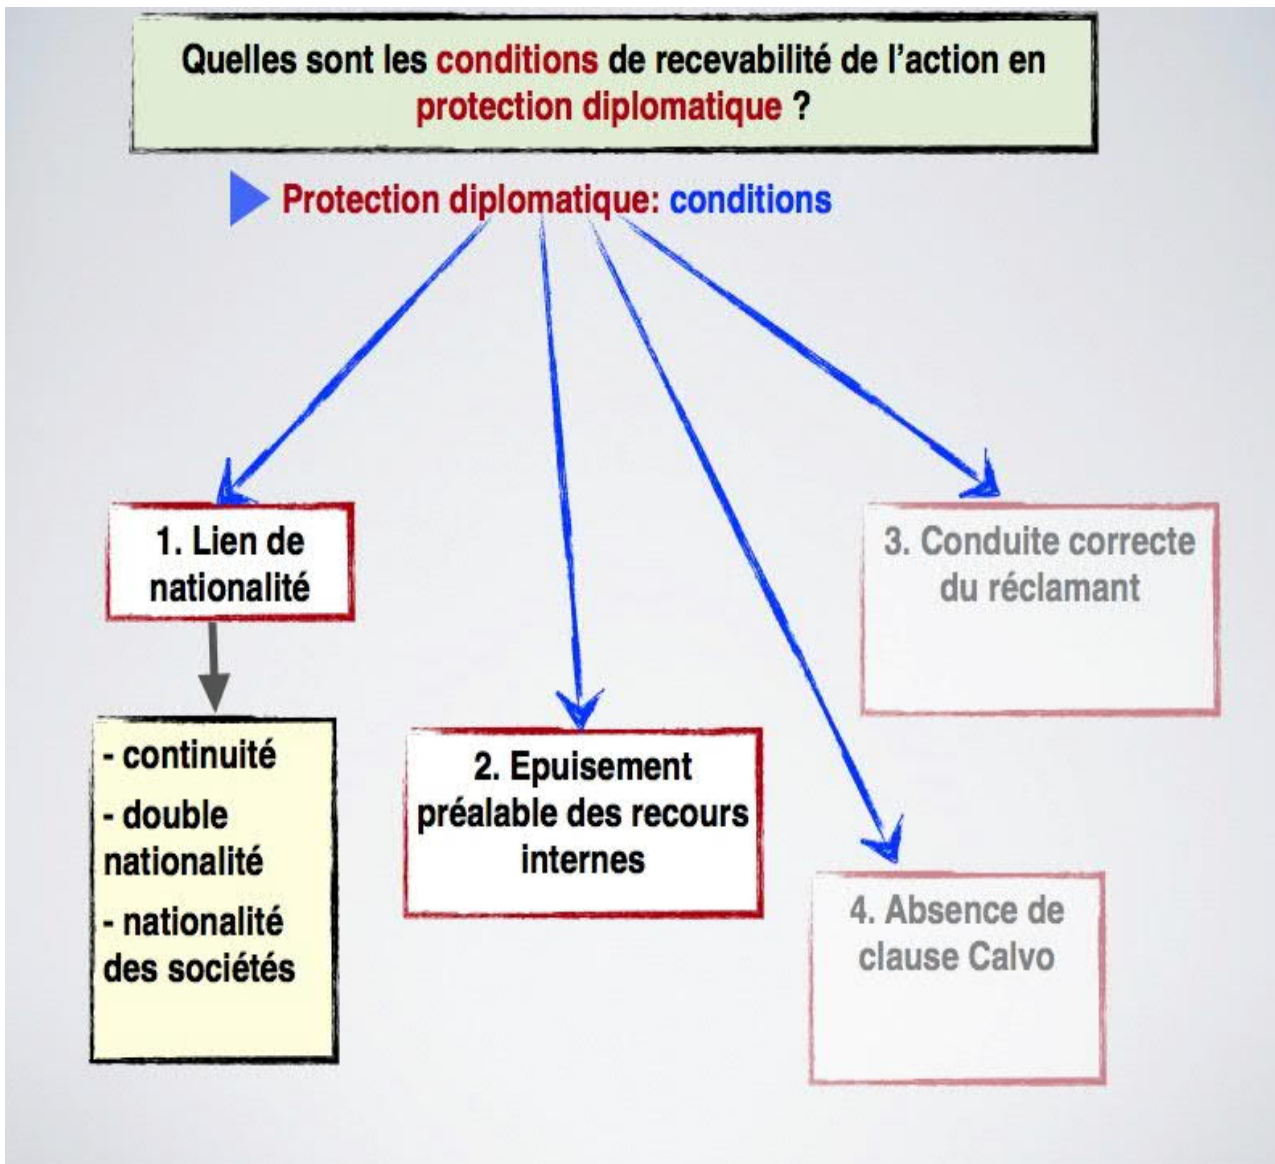 Quelles sont les conditions de recevabilité de l'action en
protection diplomatique ?
Protection diplomatique: conditions
1. Lien de
nationalité
- continuité
- double
nationalité
- nationalité
des sociétés
2. Epuisement
préalable des recours
internes
3. Conduite correcte
du réclamant
4. Absence de
clause Calvo